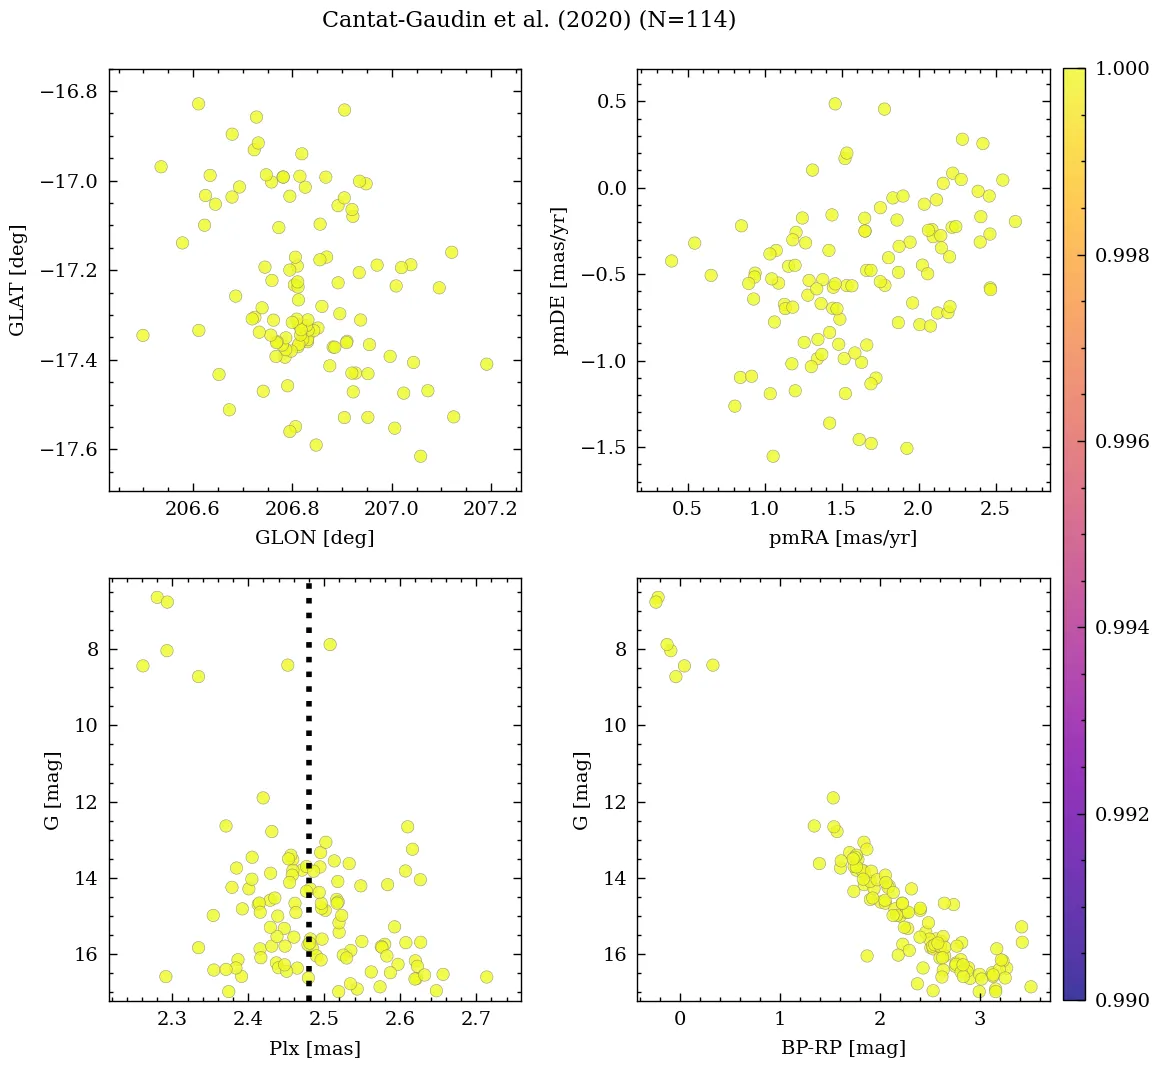 Cantat-Gaudin et al. (2020) (N=114)
−16.8
−17.0
−17.2
−17.4
−17.6
GLAT [deg]
206.6 206.8 207.0 207.2
GLON [deg]
0.5
0.0
−0.5
−1.0
−1.5
pmDE [mas/yr]
0.5 1.0 1.5 2.0 2.5
pmRA [mas/yr]
8
10
12
14
16
G [mag]
2.3 2.4 2.5 2.6 2.7
Plx [mas]
8
10
12
14
16
G [mag]
0 1 2 3
BP-RP [mag]
1.000
0.998
0.996
0.994
0.992
0.990